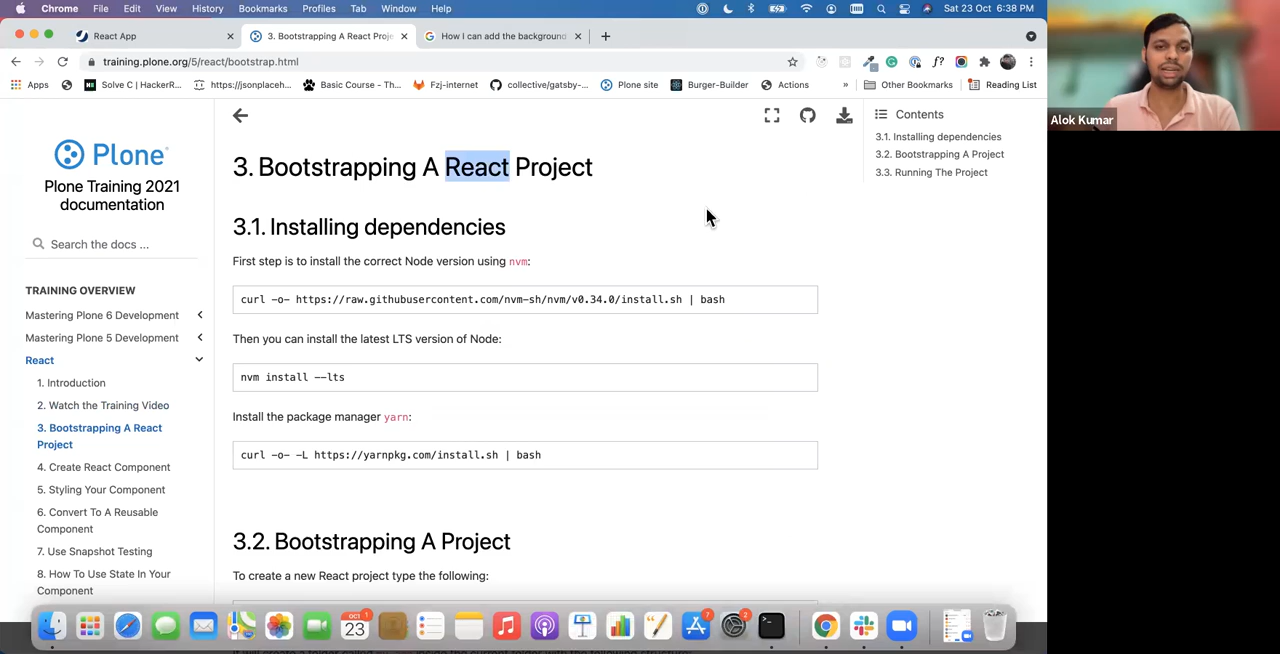 Chrome File Edit View History Bookmarks Profiles Tab Window Help Sat 23 Oct 6:38 PM
React App 3. Bootstrapping A React Proje How I can add the background
training.plone.org/5/react/bootstrap.html
Apps Solve C | HackerR... https://jsonplaceh... Basic Course - Th... Fzj-internet collective/gatsby-... Plone site Burger-Builder Actions » Other Bookmarks Reading List
Alok Kumar
Plone
Plone Training 2021
documentation
Search the docs ...
TRAINING OVERVIEW
Mastering Plone 6 Development
Mastering Plone 5 Development
React
1. Introduction
2. Watch the Training Video
3. Bootstrapping A React
Project
4. Create React Component
5. Styling Your Component
6. Convert To A Reusable
Component
7. Use Snapshot Testing
8. How To Use State In Your
Component
3. Bootstrapping A React Project
3.1. Installing dependencies
First step is to install the correct Node version using nvm:
curl -o- https://raw.githubusercontent.com/nvm-sh/nvm/v0.34.0/install.sh | bash
Then you can install the latest LTS version of Node:
nvm install --lts
Install the package manager yarn:
curl -o- -L https://yarnpkg.com/install.sh | bash
3.2. Bootstrapping A Project
To create a new React project type the following:
Contents
3.1. Installing dependencies
3.2. Bootstrapping A Project
3.3. Running The Project
OCT 1
23
7
2